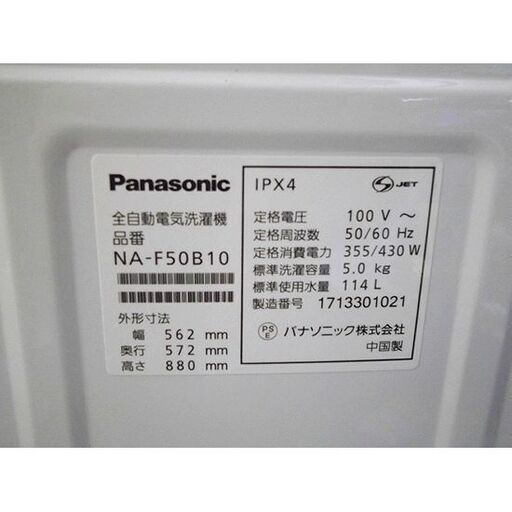 Panasonic
全自動電気洗濯機
品番
NA-F50B10
外形寸法
幅 562 mm
奥行 572 mm
高さ 880 mm
IPX4
S JET
定格電圧 100 V ～
定格周波数 50/60 Hz
定格消費電力 355/430 W
標準洗濯容量 5.0 kg
標準使用水量 114 L
製造番号 1713301021
PS E パナソニック株式会社
中国製